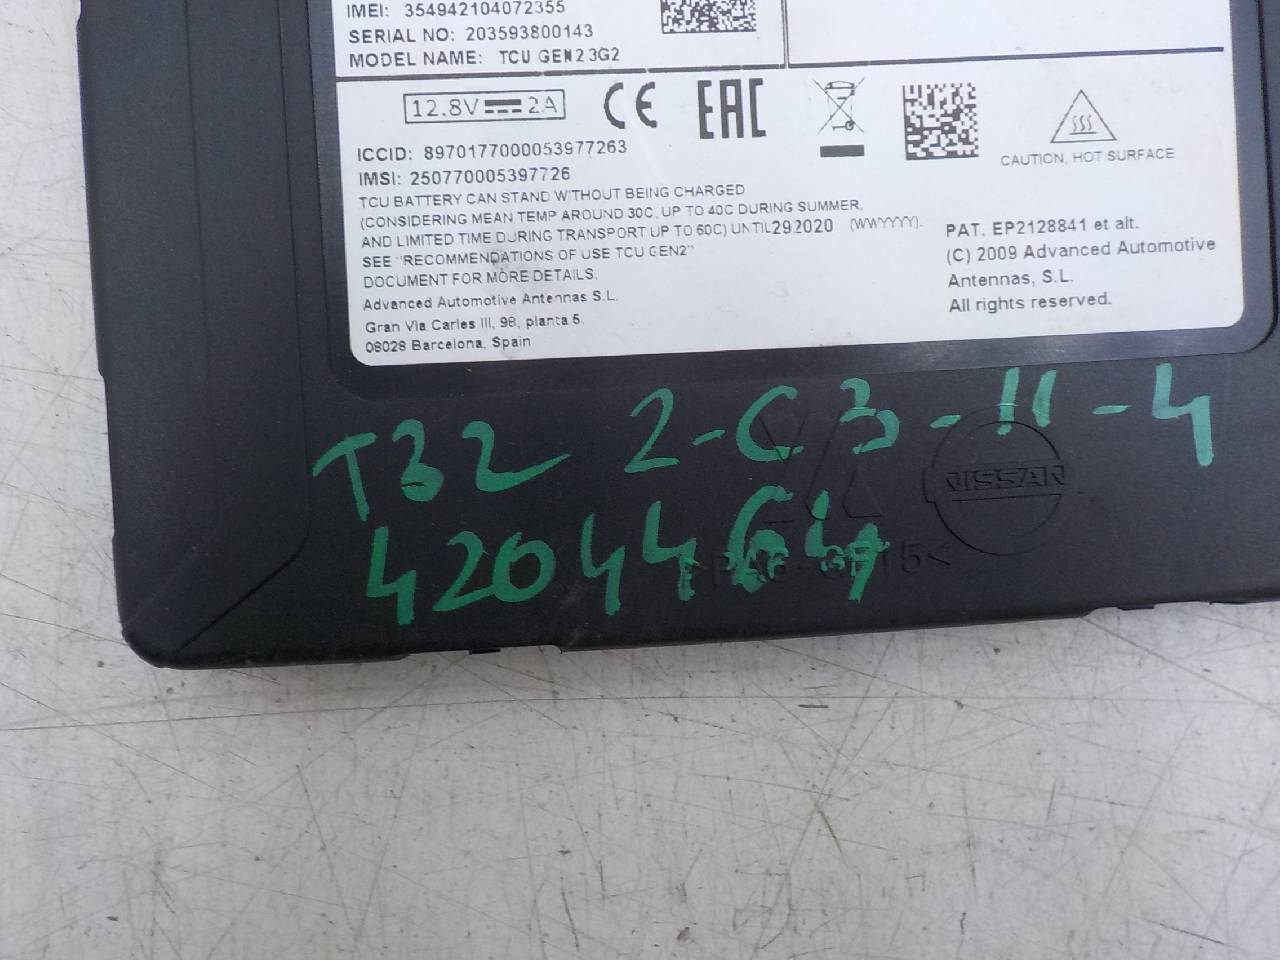 IMEI: 354942104072355
SERIAL NO: 203593800143
MODEL NAME: TCU GEN2 3G2
12.8V 2A
CE EAC
CAUTION, HOT SURFACE
ICCID: 8970177000053977263
IMSI: 250770005397726
TCU BATTERY CAN STAND WITHOUT BEING CHARGED
(CONSIDERING MEAN TEMP AROUND 30C, UP TO 40C DURING SUMMER,
AND LIMITED TIME DURING TRANSPORT UP TO 60C) UNTIL 292020 (WWYYYY).
SEE "RECOMMENDATIONS OF USE TCU GEN2"
DOCUMENT FOR MORE DETAILS.
Advanced Automotive Antennas S.L.
Gran Via Carles III, 98, planta 5.
08028 Barcelona, Spain
PAT. EP2128841 et alt.
(C) 2009 Advanced Automotive
Antennas, S.L.
All rights reserved.
T32 2-C3-11-4
NISSAN